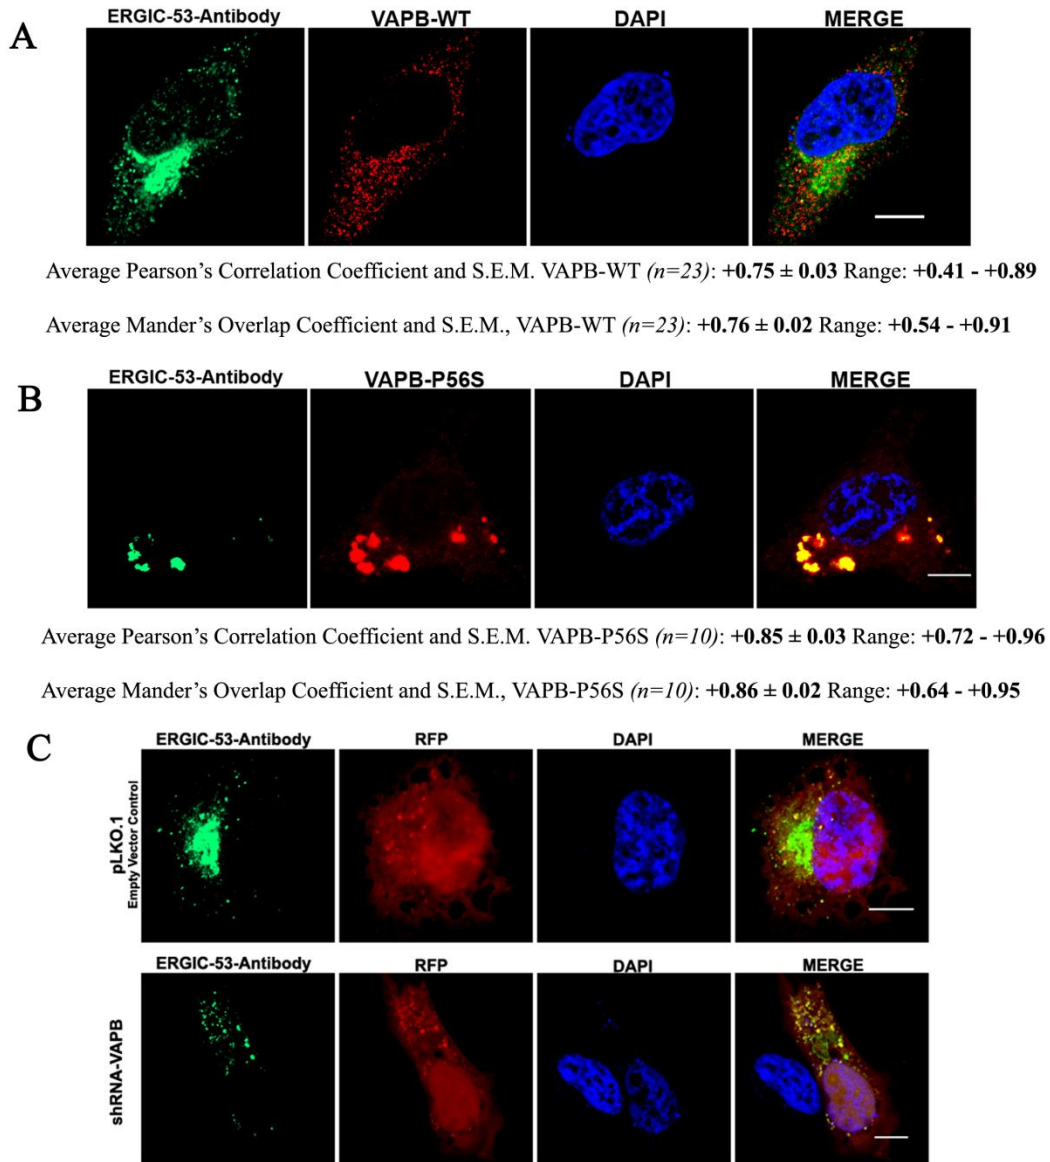 A
ERGIC-53-Antibody VAPB-WT DAPI MERGE
Average Pearson's Correlation Coefficient and S.E.M. VAPB-WT (n=23): +0.75 ± 0.03 Range: +0.41 - +0.89
Average Mander's Overlap Coefficient and S.E.M., VAPB-WT (n=23): +0.76 ± 0.02 Range: +0.54 - +0.91
B
ERGIC-53-Antibody VAPB-P56S DAPI MERGE
Average Pearson's Correlation Coefficient and S.E.M. VAPB-P56S (n=10): +0.85 ± 0.03 Range: +0.72 - +0.96
Average Mander's Overlap Coefficient and S.E.M., VAPB-P56S (n=10): +0.86 ± 0.02 Range: +0.64 - +0.95
C
ERGIC-53-Antibody RFP DAPI MERGE
pLKO.1
Empty Vector Control
ERGIC-53-Antibody RFP DAPI MERGE
shRNA-VAPB